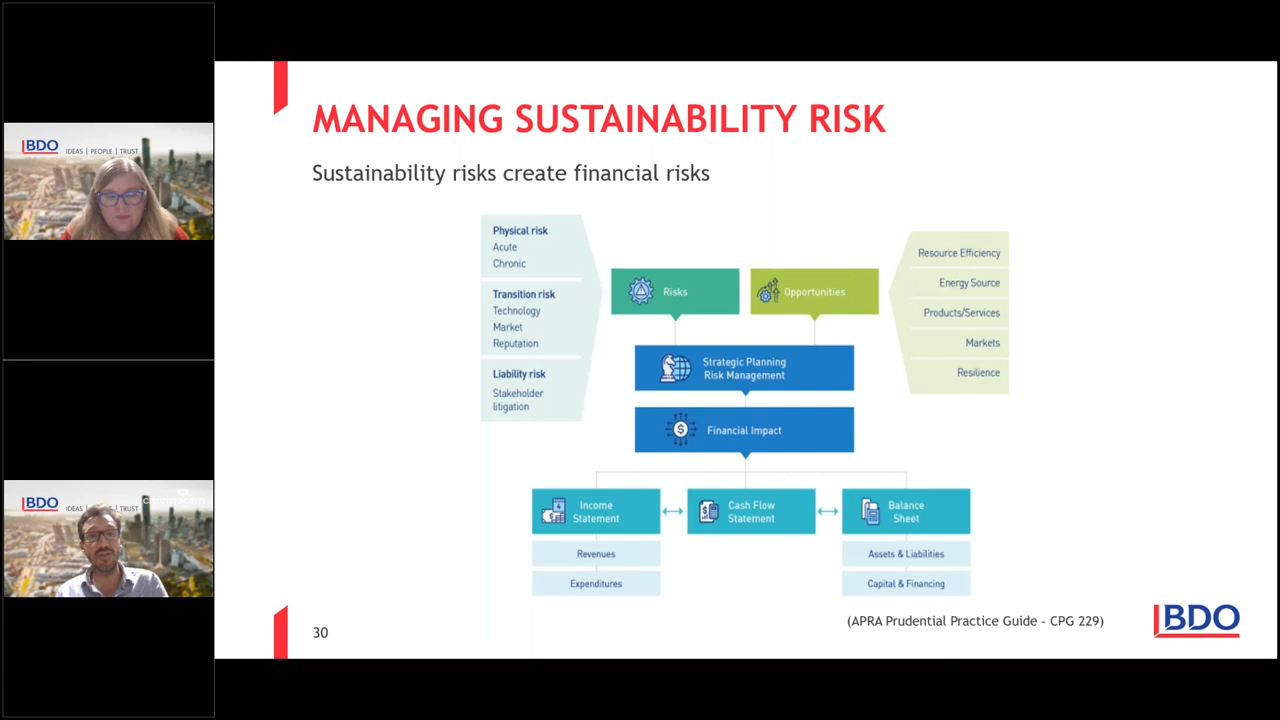 BDO IDEAS | PEOPLE | TRUST
BDO
MANAGING SUSTAINABILITY RISK
Sustainability risks create financial risks
Physical risk
Acute
Chronic
Transition risk
Technology
Market
Reputation
Liability risk
Stakeholder
litigation
Risks
Opportunities
Resource Efficiency
Energy Source
Products/Services
Markets
Resilience
Strategic Planning
Risk Management
Financial Impact
Income
Statement
Revenues
Expenditures
Cash Flow
Statement
Balance
Sheet
Assets & Liabilities
Capital & Financing
30
(APRA Prudential Practice Guide - CPG 229)
BDO